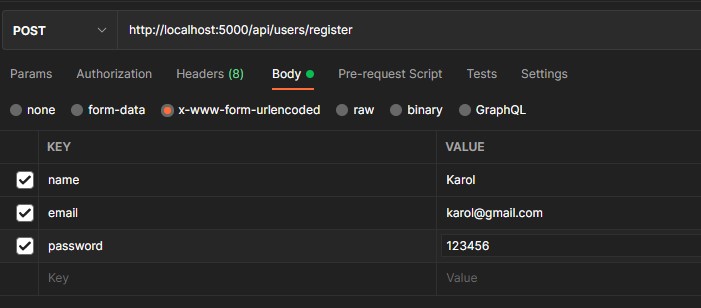 POST http://localhost:5000/api/users/register
Params Authorization Headers (8) Body Pre-request Script Tests Settings
none form-data x-www-form-urlencoded raw binary GraphQL
KEY VALUE
name Karol
email karol@gmail.com
password 123456
Key Value